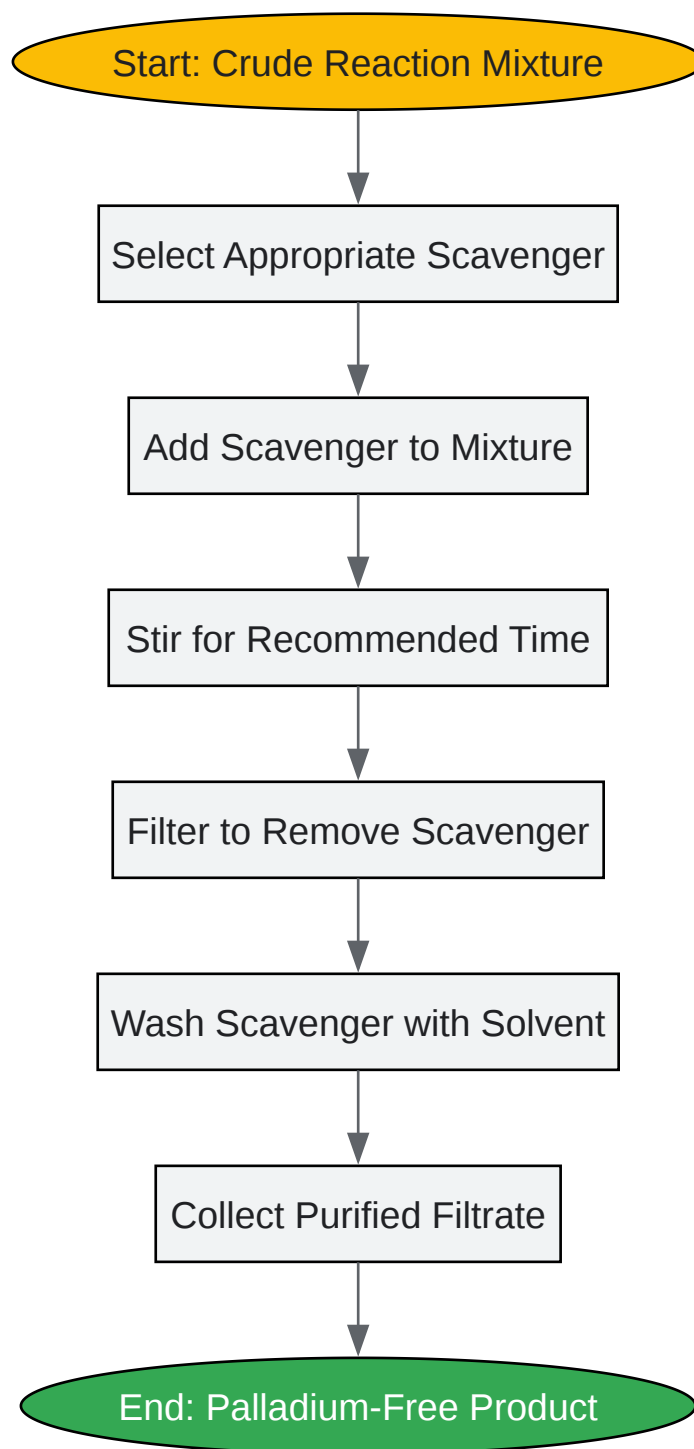 Start: Crude Reaction Mixture
Select Appropriate Scavenger
Add Scavenger to Mixture
Stir for Recommended Time
Filter to Remove Scavenger
Wash Scavenger with Solvent
Collect Purified Filtrate
End: Palladium-Free Product